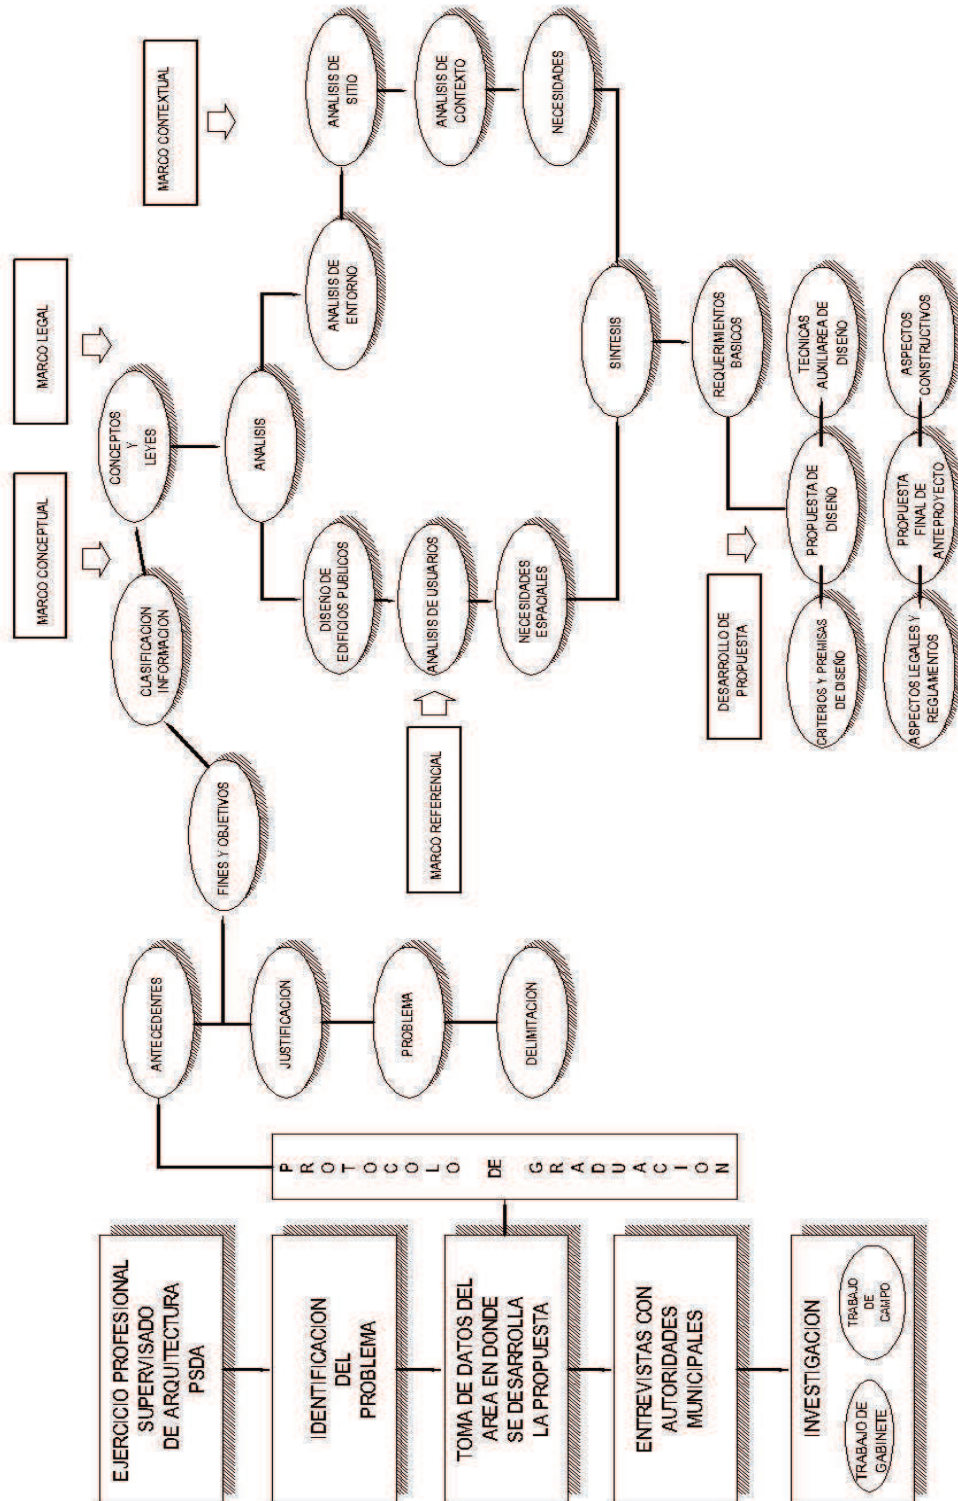 EJERCICIO PROFESIONAL
SUPERVISADO
DE ARQUITECTURA
PSDA
IDENTIFICACION
DEL
PROBLEMA
TOMA DE DATOS DEL
AREA EN DONDE
SE DESARROLLA
LA PROPUESTA
ENTREVISTAS CON
AUTORIDADES
MUNICIPALES
INVESTIGACION
TRABAJO DE
GABINETE
TRABAJO
DE
CAMPO
PROTOCOLO DE GRADUACION
ANTECEDENTES
JUSTIFICACION
PROBLEMA
DELIMITACION
FINES Y OBJETIVOS
CLASIFICACION
INFORMACION
MARCO CONCEPTUAL
CONCEPTOS
Y
LEYES
MARCO LEGAL
ANALISIS
MARCO REFERENCIAL
DISEÑO DE
EDIFICIOS PUBLICOS
ANALISIS DE USUARIOS
NECESIDADES
ESPACIALES
MARCO CONTEXTUAL
ANALISIS DE
ENTORNO
ANALISIS DE
SITIO
ANALISIS DE
CONTEXTO
NECESIDADES
SINTESIS
REQUERIMIENTOS
BASICOS
DESARROLLO DE
PROPUESTA
CRITERIOS Y PREMISAS
DE DISEÑO
PROPUESTA DE
DISEÑO
TECNICAS
AUXILIAREA DE
DISEÑO
ASPECTOS LEGALES Y
REGLAMENTOS
PROPUESTA
FINAL DE
ANTEPROYECTO
ASPECTOS
CONSTRUCTIVOS